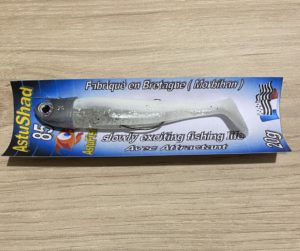 AstuShad
85
Fabriqué en Bretagne ( Morbihan )
slowly exciting fishing life
Avec Attractant
20g